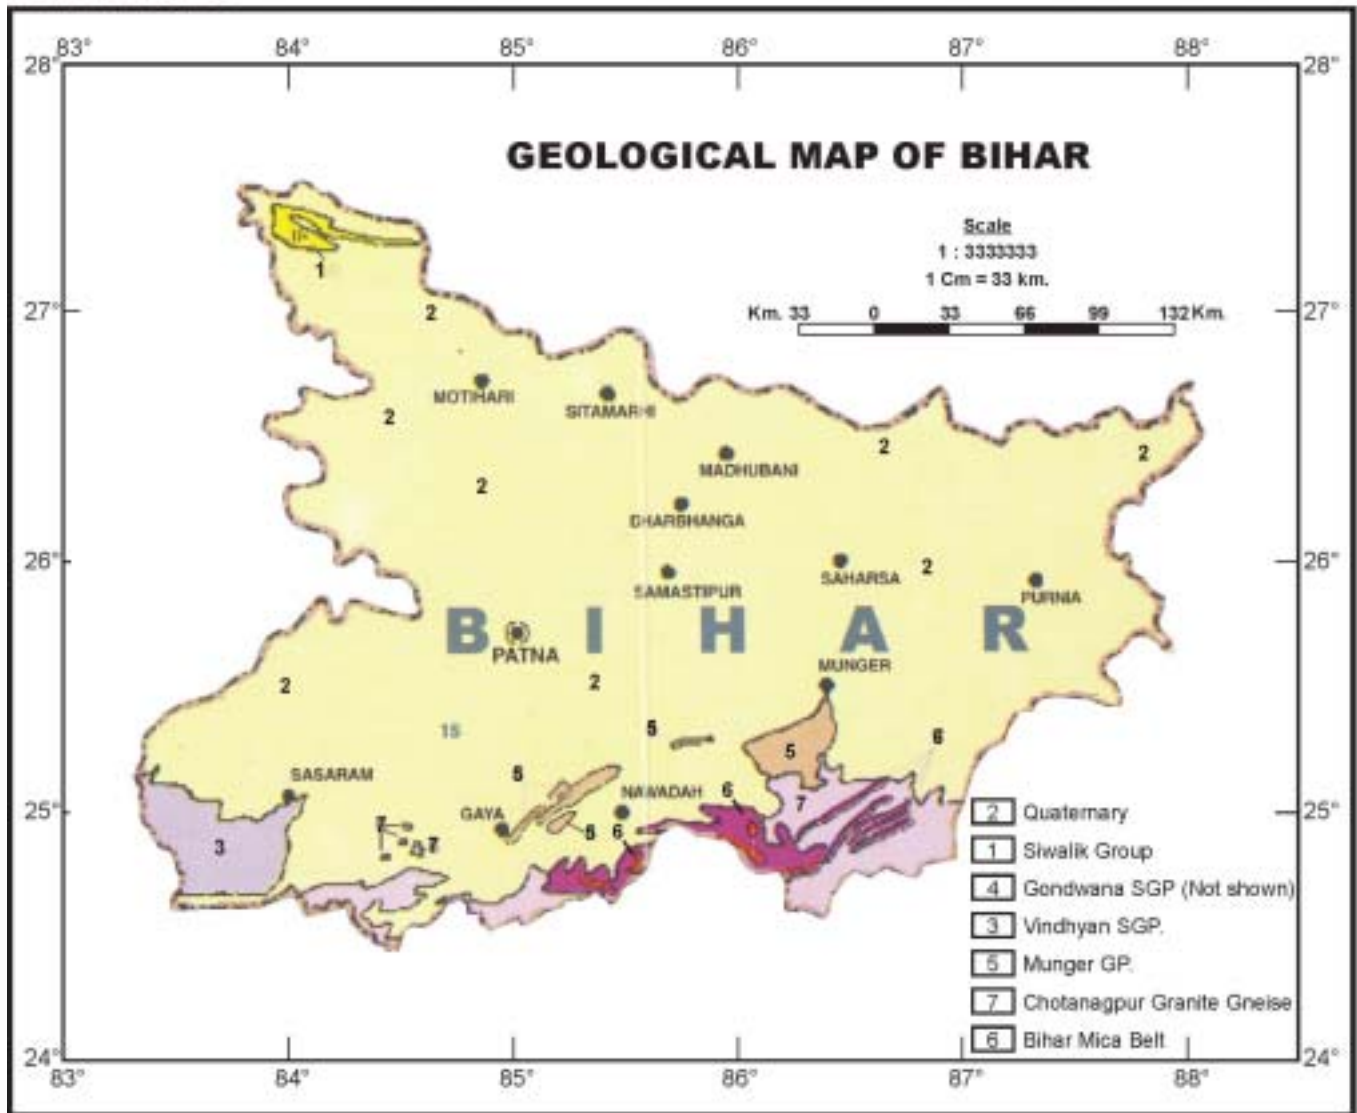 83° 84° 85° 86° 87° 88°
28° 28°
GEOLOGICAL MAP OF BIHAR
Scale
1 : 3333333
1 Cm = 33 km.
Km. 33 0 33 66 99 132 Km.
27° 27°
1
2
MOTIHARI
SITAMARHI
2
2
2
2
MADHUBANI
DHARBHANGA
26° 26°
SAMASTIPUR
SAHARSA
2
PURNIA
B I H A R
PATNA
MUNGER
2
2
15
5
5
6
SASARAM
5
NAWADAH
6
7
25° 25°
GAYA
7
7
5
6
3
2 Quaternary
1 Siwalik Group
4 Gondwana SGP (Not shown)
3 Vindhyan SGP.
5 Munger GP.
7 Chotanagpur Granite Gneise
6 Bihar Mica Belt
24° 24°
83° 84° 85° 86° 87° 88°